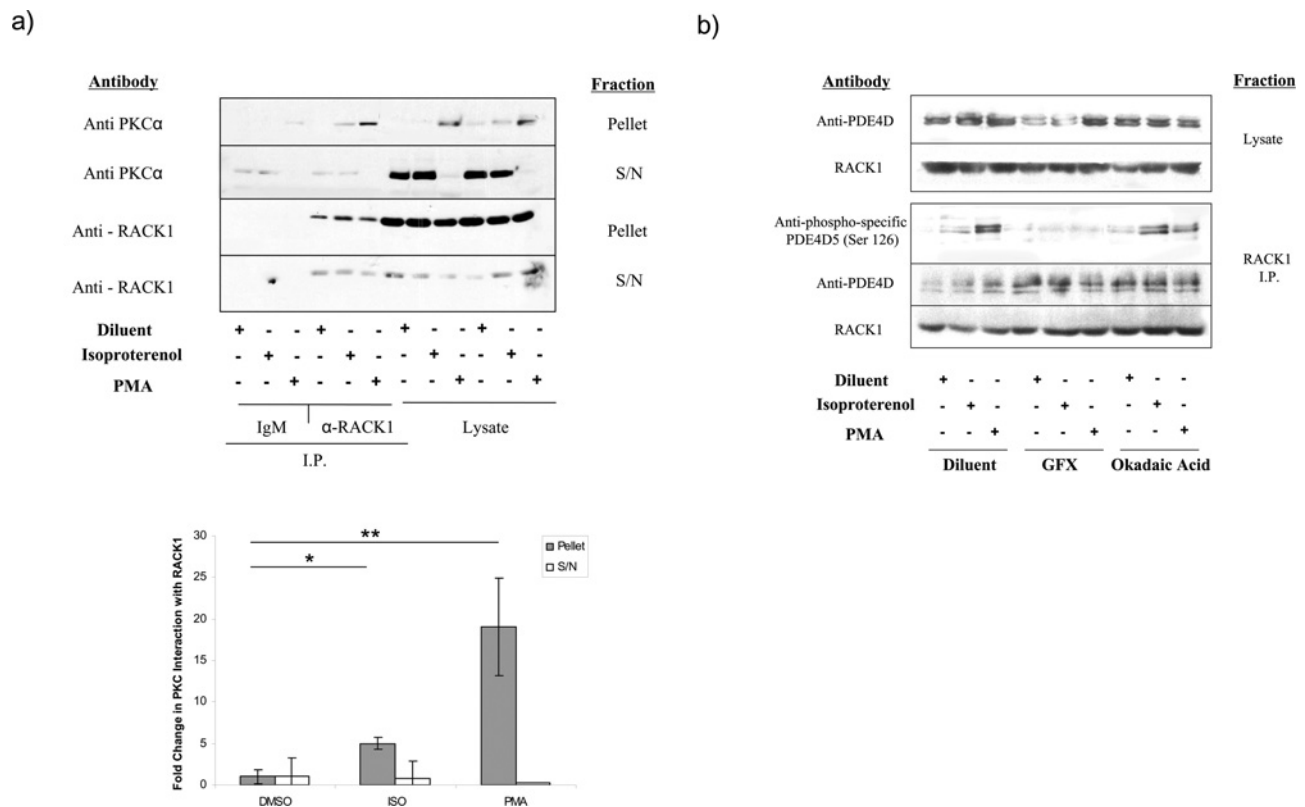 a)
Antibody Fraction
Anti PKCα Pellet
Anti PKCα S/N
Anti - RACK1 Pellet
Anti - RACK1 S/N
Diluent + - - + - - + - - + - -
Isoproterenol - + - - + - - + - - + -
PMA - - + - - + - - + - - +
IgM α-RACK1 Lysate
I.P.
Fold Change in PKC Interaction with RACK1
30
25
20
15
10
5
0
*
**
Pellet
S/N
DMSO ISO PMA
b)
Antibody Fraction
Anti-PDE4D
Lysate
RACK1
Anti-phospho-specific
PDE4D5 (Ser 126)
RACK1
I.P.
Anti-PDE4D
RACK1
Diluent + - - + - - + - -
Isoproterenol - + - - + - - + -
PMA - - + - - + - - +
Diluent GFX Okadaic Acid